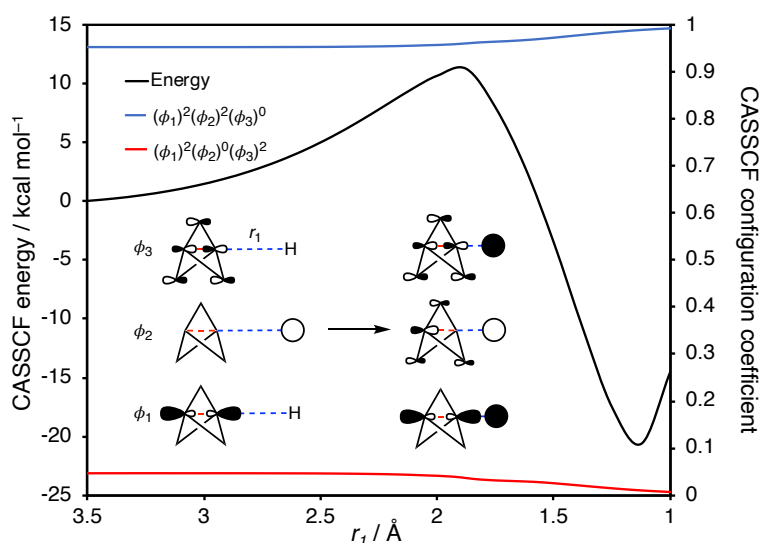 15
10
5
0
-5
-10
-15
-20
-25
CASSCF energy / kcal mol⁻¹
Energy
(ϕ₁)²(ϕ₂)²(ϕ₃)⁰
(ϕ₁)²(ϕ₂)⁰(ϕ₃)²
ϕ₃
r₁
H
ϕ₂
ϕ₁
H
1
0.9
0.8
0.7
0.6
0.5
0.4
0.3
0.2
0.1
0
CASSCF configuration coefficient
3.5 3 2.5 2 1.5 1
r₁ / Å